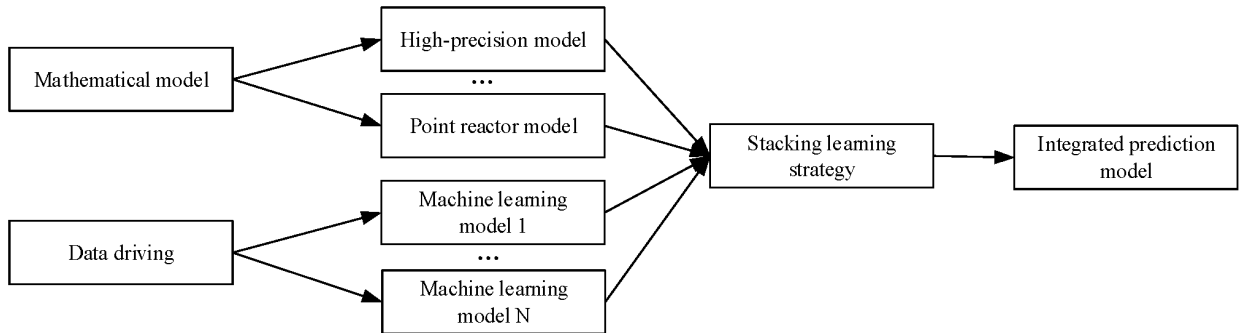 Mathematical model
High-precision model
...
Point reactor model
Data driving
Machine learning
model 1
...
Machine learning
model N
Stacking learning
strategy
Integrated prediction
model